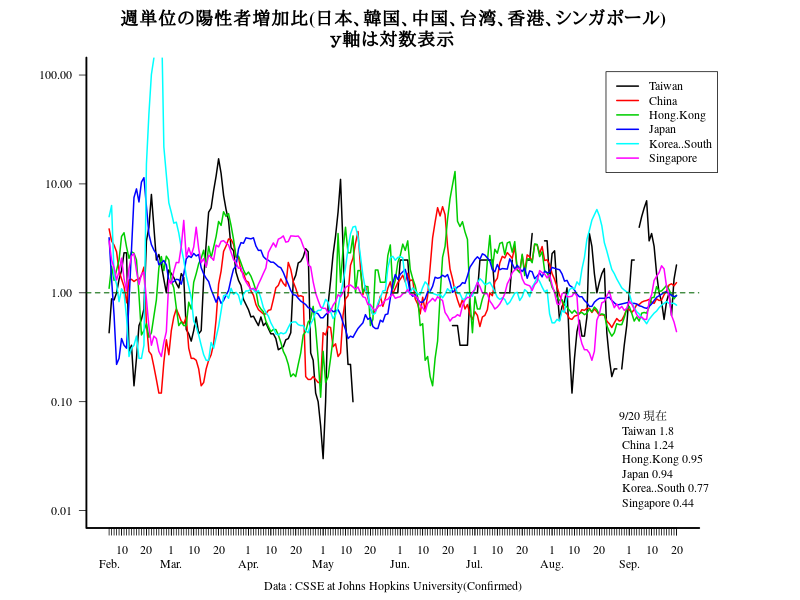 週単位の陽性者増加比(日本、韓国、中国、台湾、香港、シンガポール)
y軸は対数表示
100.00
10.00
1.00
0.10
0.01
Taiwan
China
Hong.Kong
Japan
Korea..South
Singapore
9/20 現在
Taiwan 1.8
China 1.24
Hong.Kong 0.95
Japan 0.94
Korea..South 0.77
Singapore 0.44
10 20 1 10 20 1 10 20 1 10 20 1 10 20 1 10 20 1 10 20 1 10 20
Feb. Mar. Apr. May Jun. Jul. Aug. Sep.
Data : CSSE at Johns Hopkins University(Confirmed)